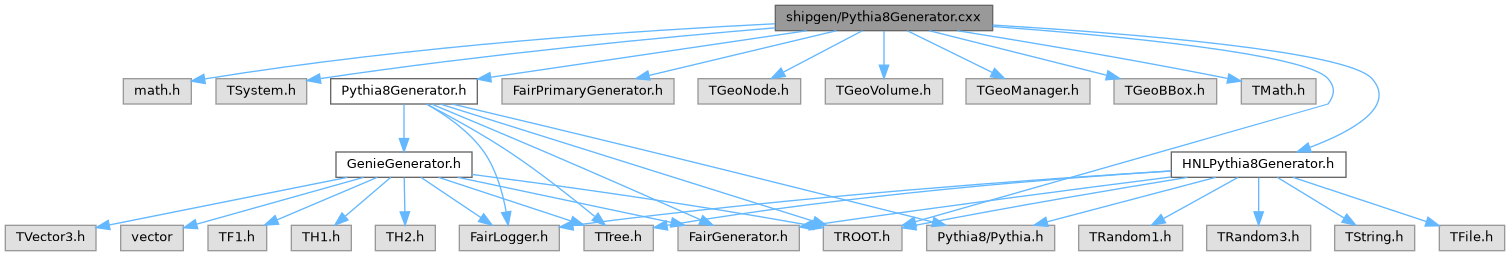 shipgen/Pythia8Generator.cxx
math.h
TSystem.h
Pythia8Generator.h
FairPrimaryGenerator.h
TGeoNode.h
TGeoVolume.h
TGeoManager.h
TGeoBBox.h
TMath.h
GenieGenerator.h
HNLPythia8Generator.h
TVector3.h
vector
TF1.h
TH1.h
TH2.h
FairLogger.h
TTree.h
FairGenerator.h
TROOT.h
Pythia8/Pythia.h
TRandom1.h
TRandom3.h
TString.h
TFile.h